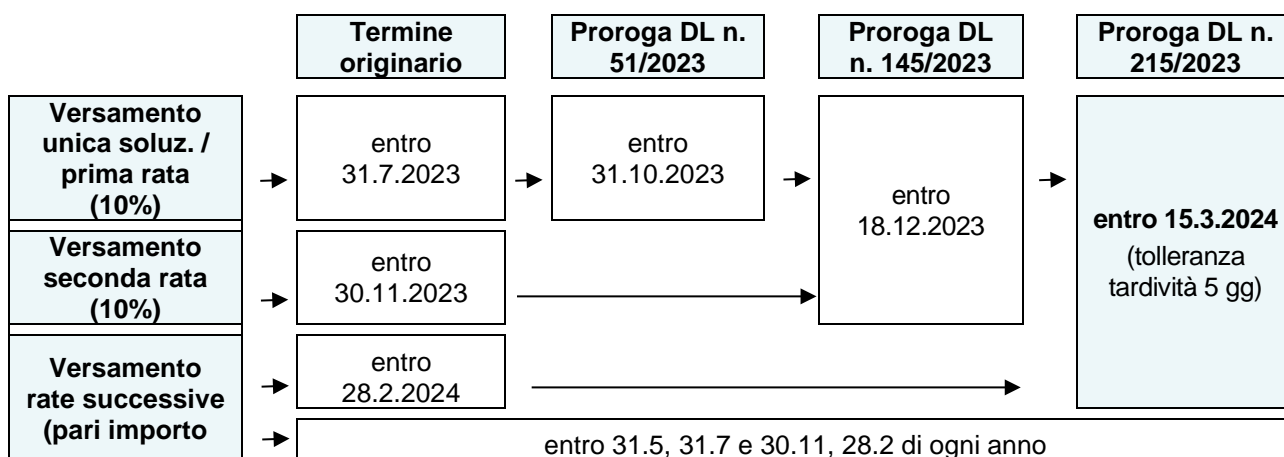 Termine
originario
Proroga DL n.
51/2023
Proroga DL
n. 145/2023
Proroga DL n.
215/2023
Versamento
unica soluz. /
prima rata
(10%)
entro
31.7.2023
entro
31.10.2023
entro
18.12.2023
entro 15.3.2024
(tolleranza
tardività 5 gg)
Versamento
seconda rata
(10%)
entro
30.11.2023
Versamento
rate successive
(pari importo
entro
28.2.2024
entro 31.5, 31.7 e 30.11, 28.2 di ogni anno